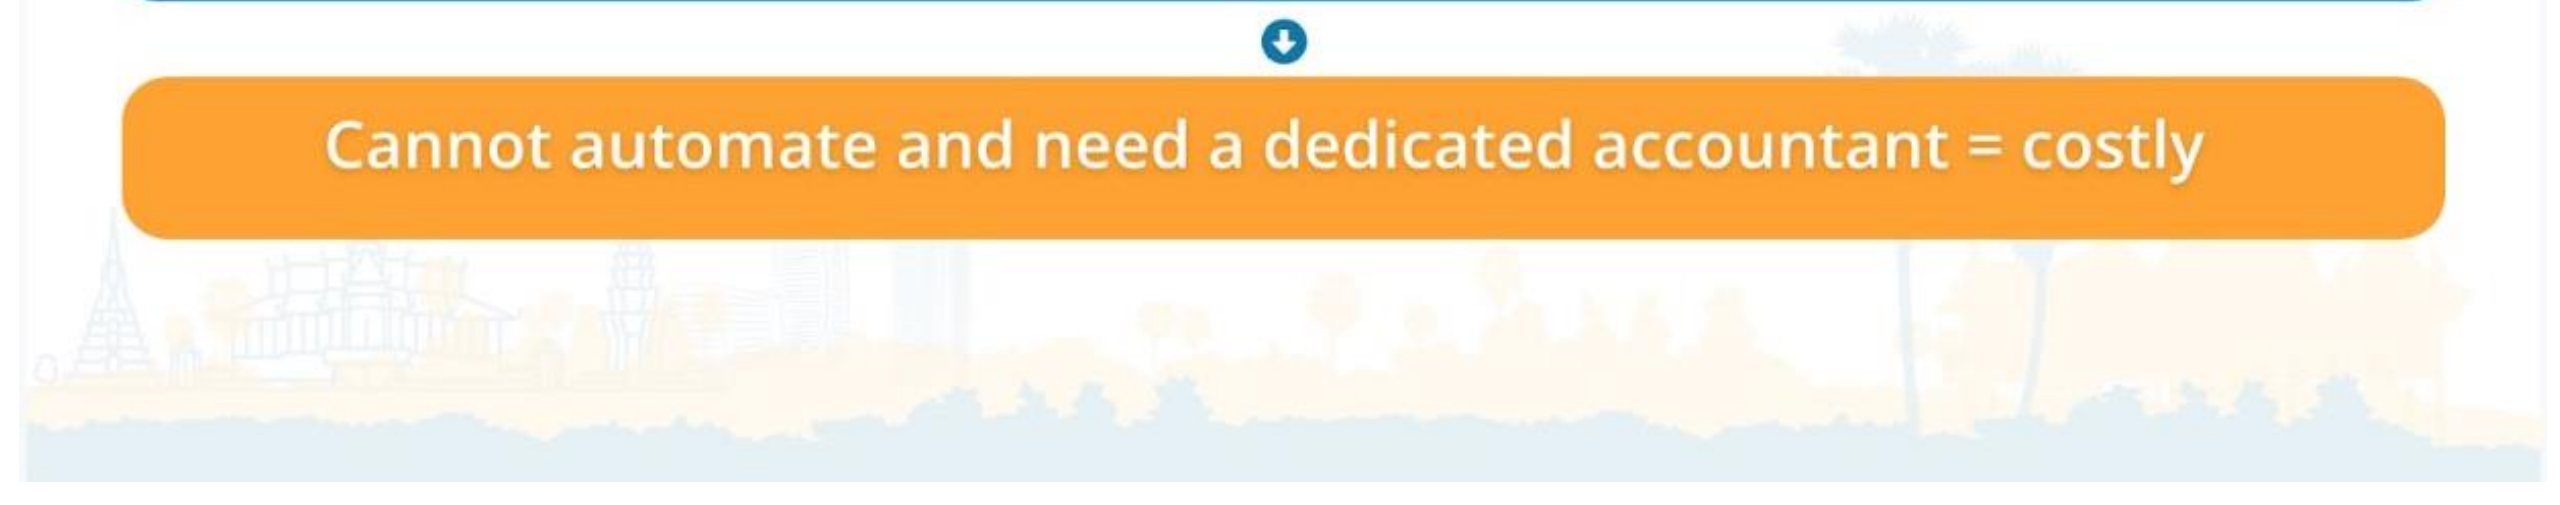 Cannot automate and need a dedicated accountant = costly